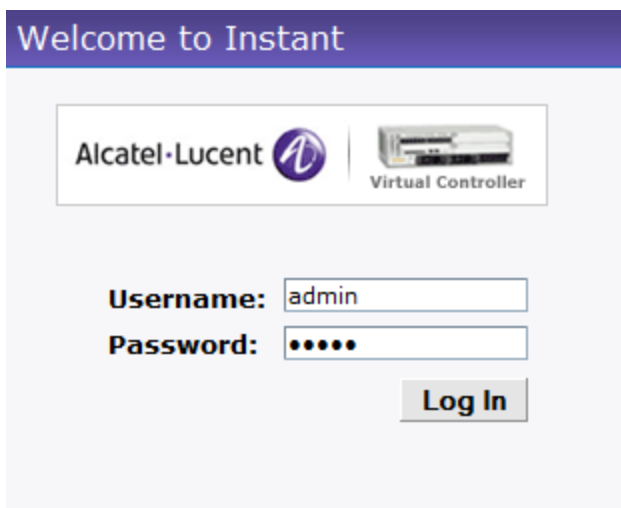 Welcome to Instant
Alcatel·Lucent
Virtual Controller
Username: admin
Password: •••••
Log In